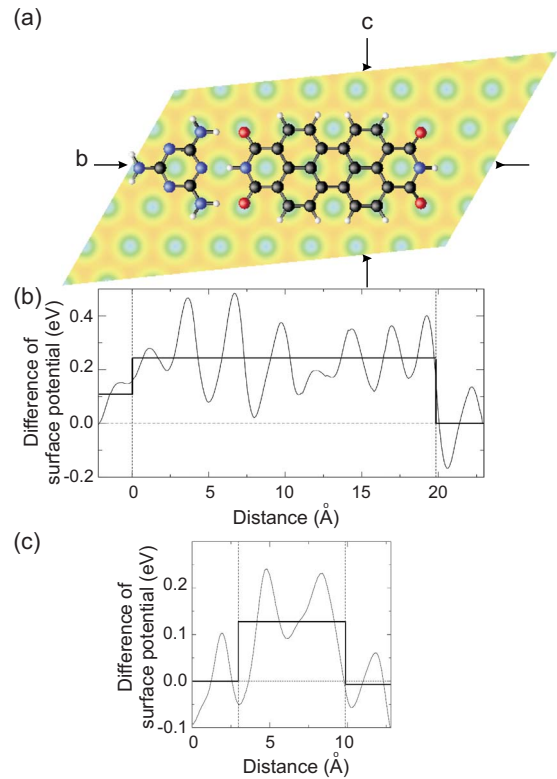 (a)
c
b
(b)
Difference of
surface potential (eV)
0.4
0.2
0.0
-0.2
0
5
10
15
20
Distance (Å)
(c)
Difference of
surface potential (eV)
0.2
0.1
0.0
-0.1
0
5
10
Distance (Å)